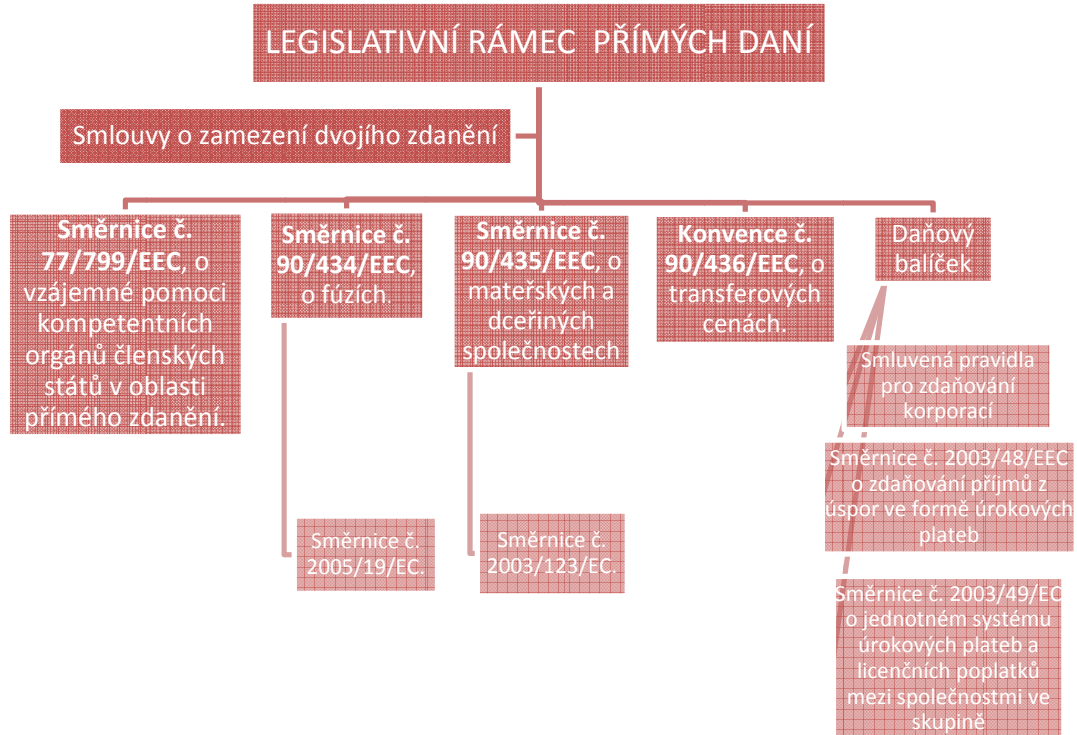 LEGISLATIVNÍ RÁMEC PŘÍMÝCH DANÍ
Smlouvy o zamezení dvojího zdanění
Směrnice č.
77/799/EEC, o
vzájemné pomoci
kompetentních
orgánů členských
států v oblasti
přímého zdanění.
Směrnice č.
90/434/EEC,
o fúzích.
Směrnice č.
90/435/EEC, o
mateřských a
dceřiných
společnostech
Konvence č.
90/436/EEC, o
transferových
cenách.
Daňový
balíček
Smluvená pravidla
pro zdaňování
korporací
Směrnice č. 2003/48/EEC
o zdaňování příjmů z
úspor ve formě úrokových
plateb
Směrnice č.
2005/19/EC.
Směrnice č.
2003/123/EC.
Směrnice č. 2003/49/EC
o jednotném systému
úrokových plateb a
licenčních poplatků
mezi společnostmi ve
skupině